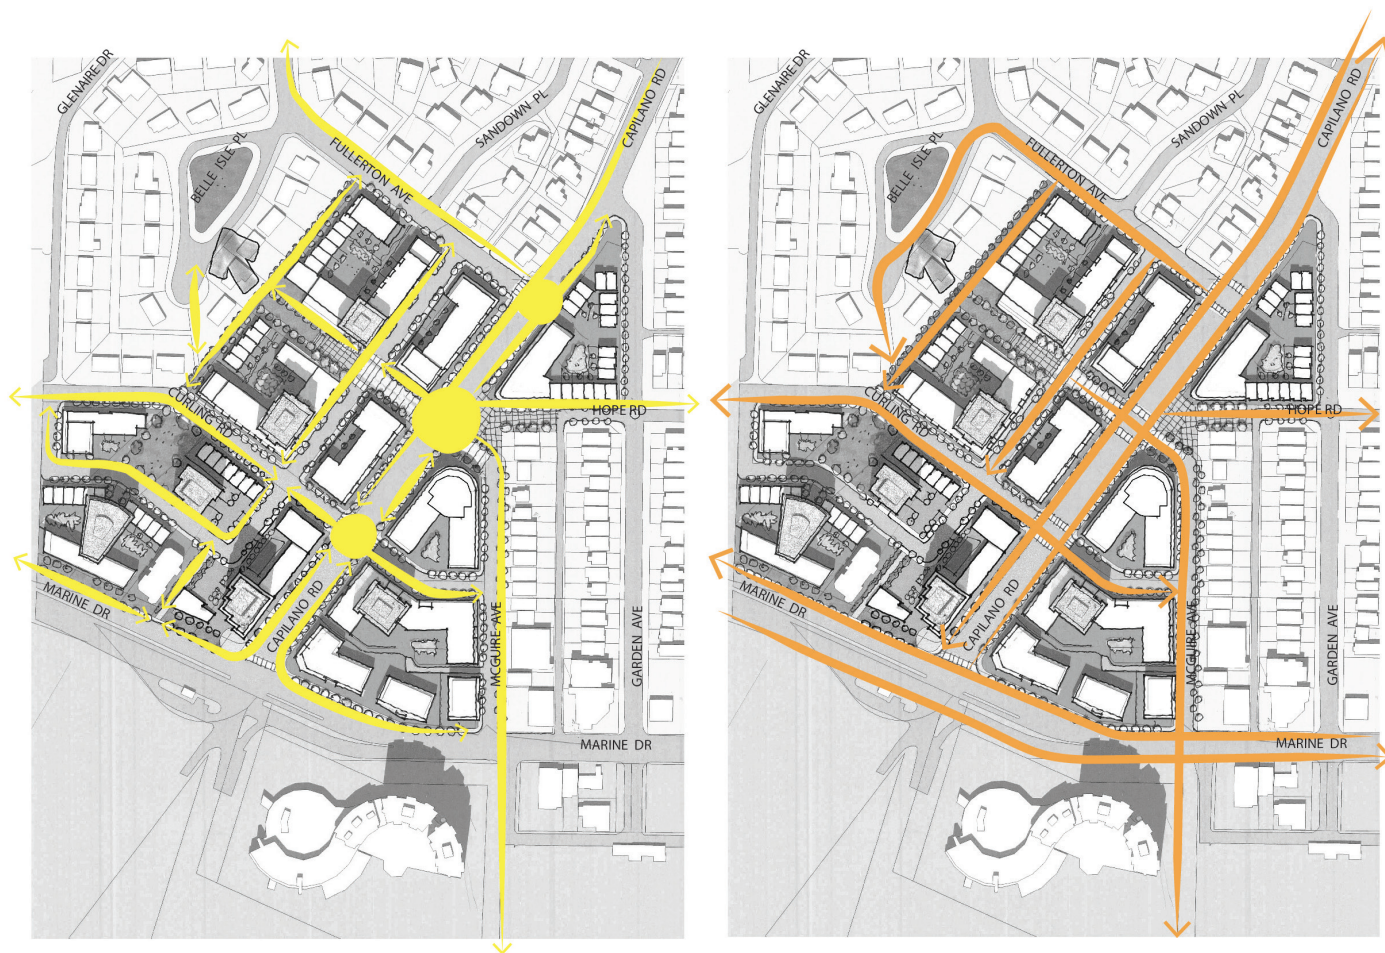 GLENAIRE DR
BELLE ISLE PL
FULLERTON AVE
SANDOWN PL
CAPILANO RD
CURLING RD
HOPE RD
MARINE DR
CAPILANO RD
MCGUIRE AVE
GARDEN AVE
MARINE DR
GLENAIRE DR
BELLE ISLE PL
FULLERTON AVE
SANDOWN PL
CAPILANO RD
CURLING RD
HOPE RD
MARINE DR
CAPILANO RD
MCGUIRE AVE
GARDEN AVE
MARINE DR